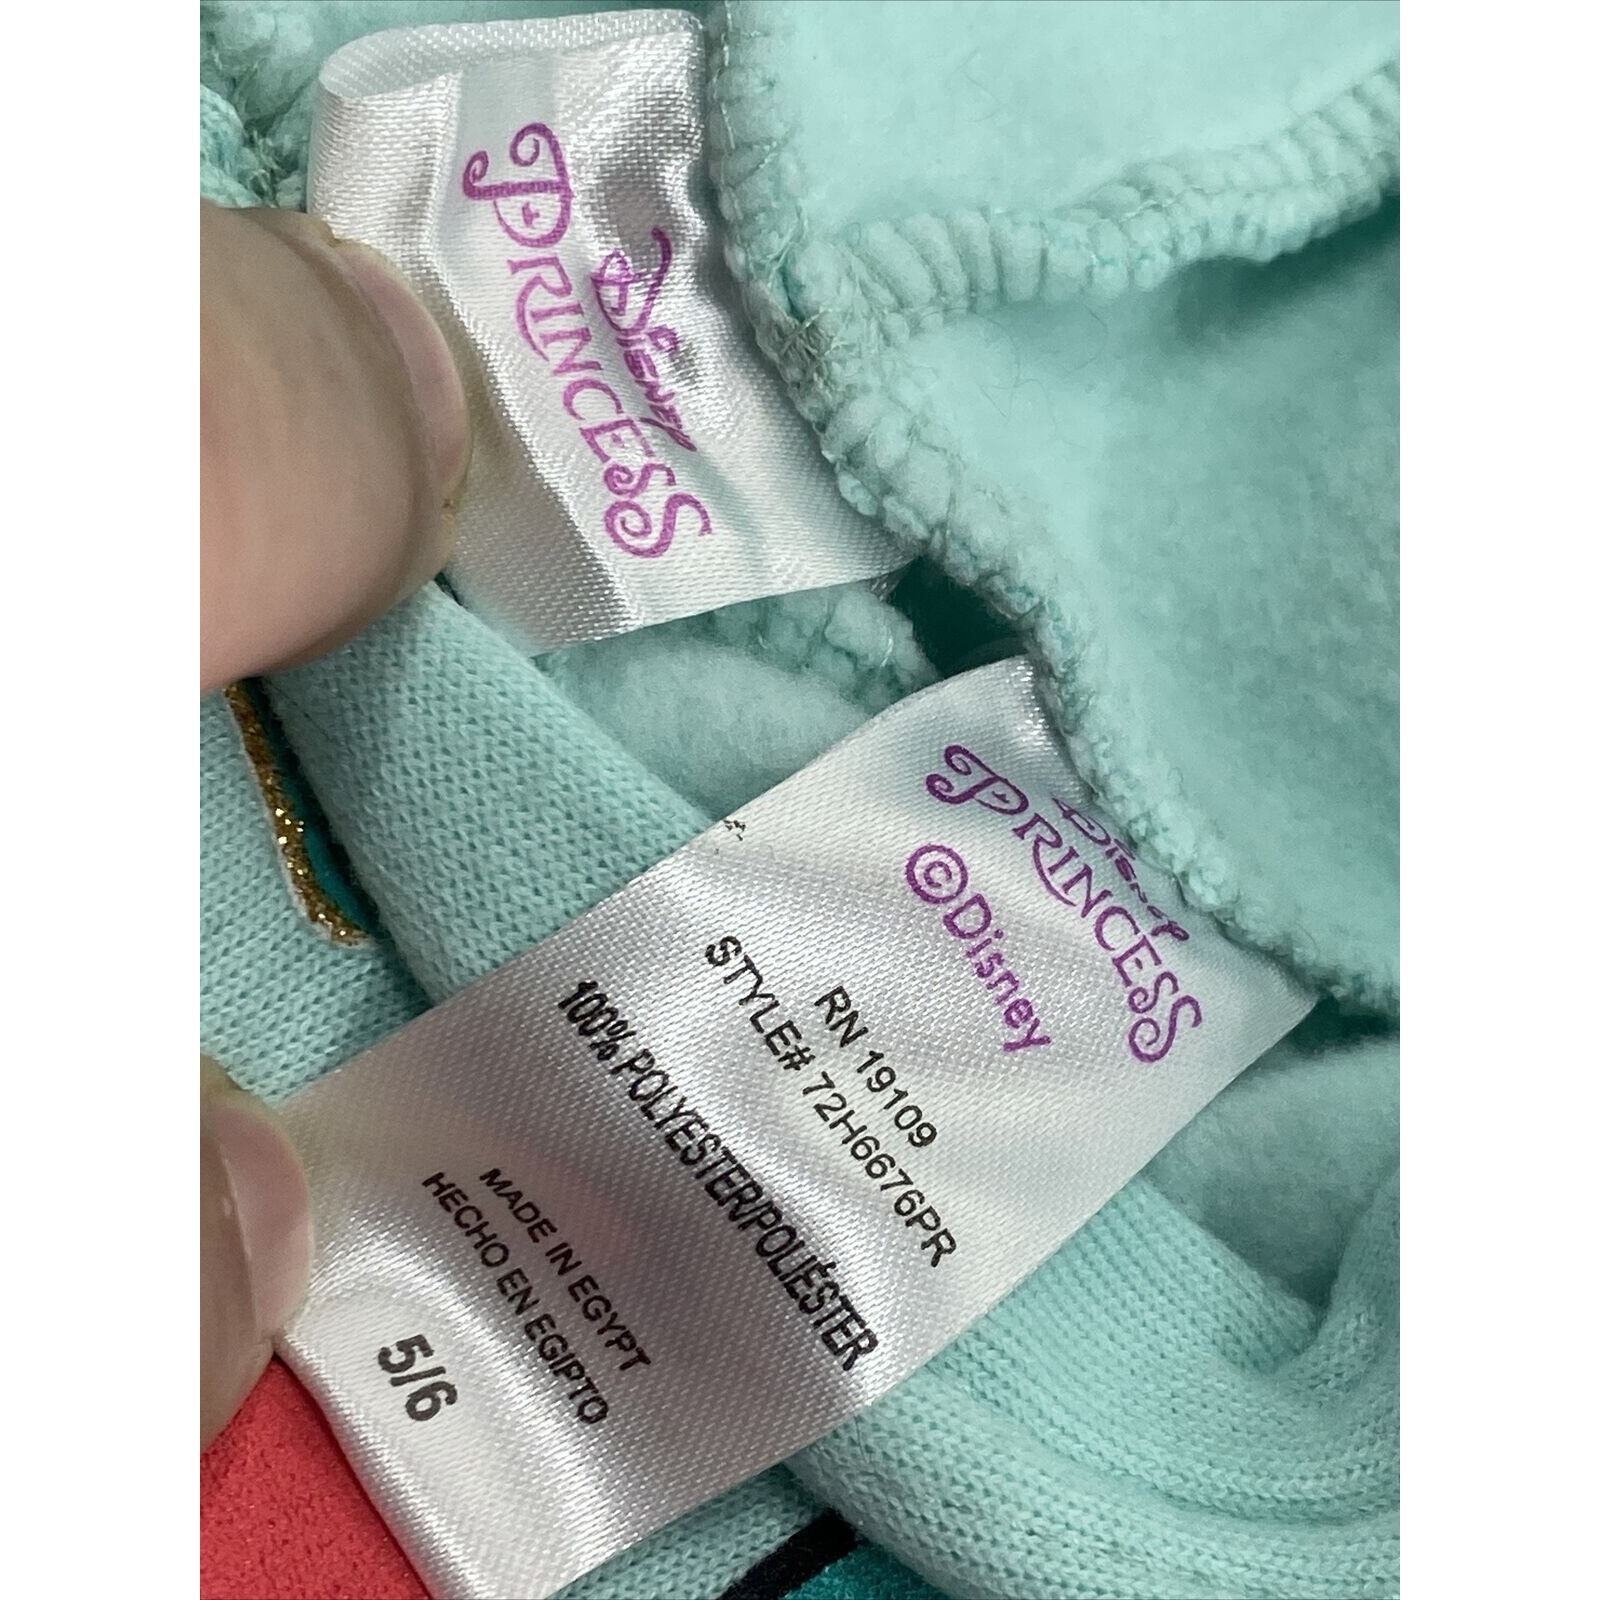 Disney
PRINCESS
Disney
PRINCESS
©Disney
RN 19109
STYLE# 72H6676PR
100% POLYESTER/POLIÉSTER
MADE IN EGYPT
HECHO EN EGIPTO
5/6